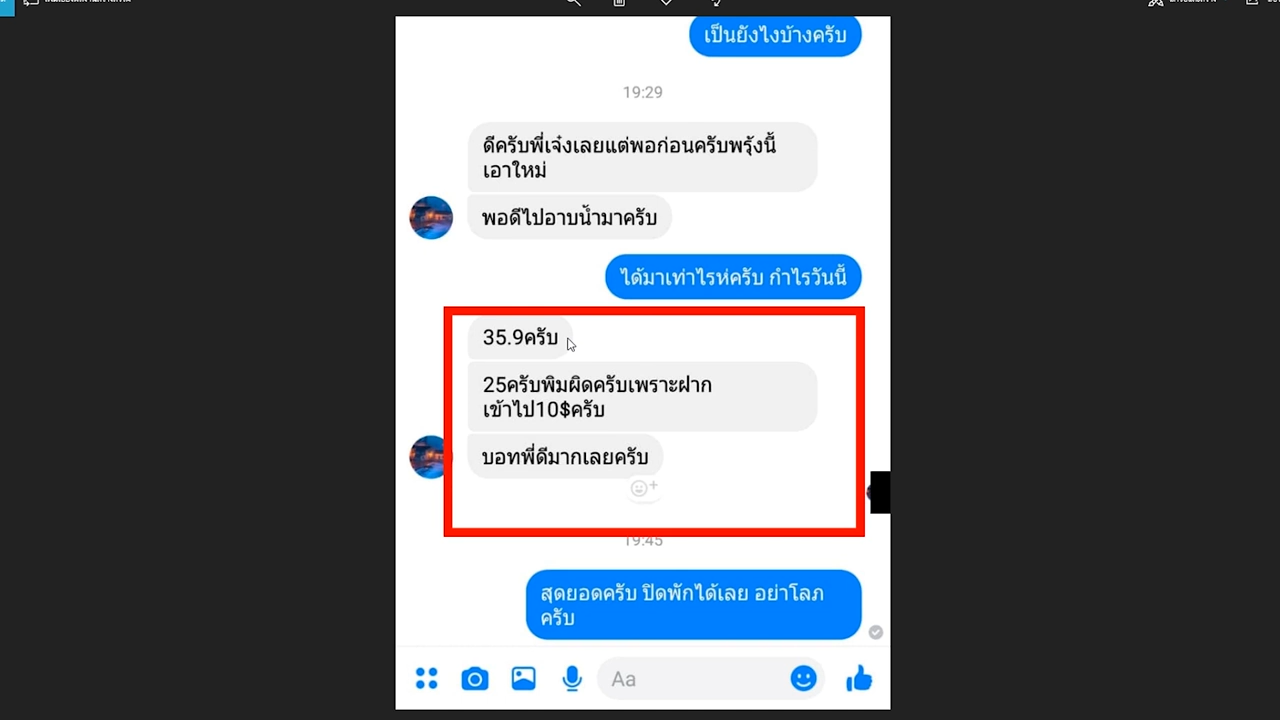 เป็นยังไงบ้างครับ
19:29
ดีครับพี่เจ๋งเลยแต่พอก่อนครับพรุ้งนี้
เอาใหม่
พอดีไปอาบน้ำมาครับ
ได้มาเท่าไรห่ครับ กำไรวันนี้
35.9ครับ
25ครับพิมผิดครับเพราะฝาก
เข้าไป10$ครับ
บอทพี่ดีมากเลยครับ
19:45
สุดยอดครับ ปิดพักได้เลย อย่าโลภ
ครับ
Aa